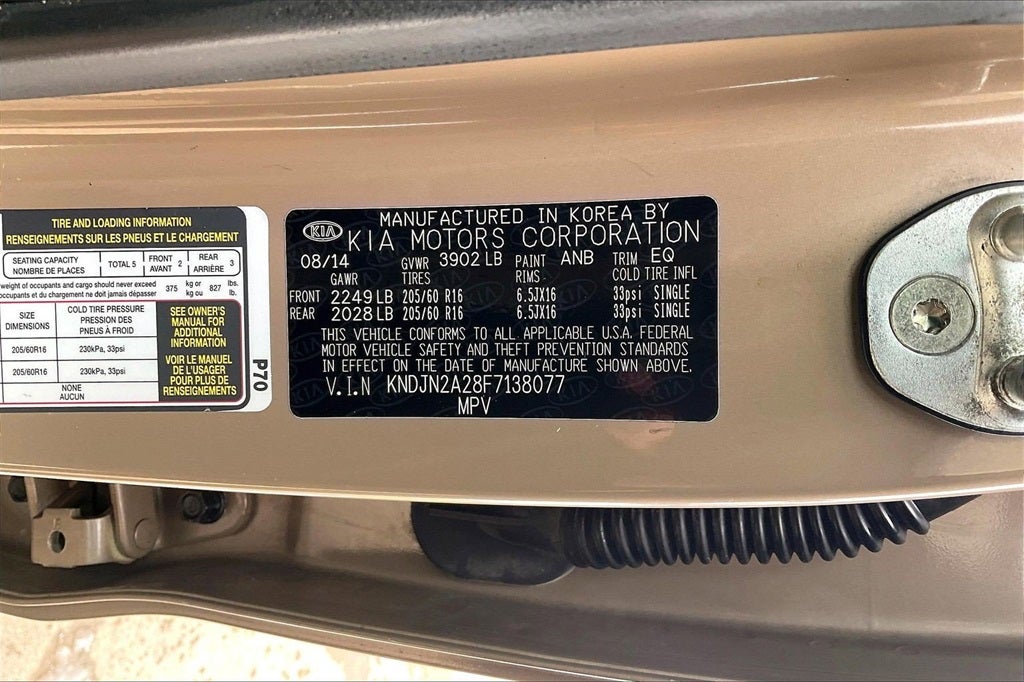 TIRE AND LOADING INFORMATION
RENSEIGNEMENTS SUR LES PNEUS ET LE CHARGEMENT
SEATING CAPACITY
NOMBRE DE PLACES
TOTAL 5
FRONT
AVANT 2
REAR
ARRIÈRE 3
weight of occupants and cargo should never exceed
occupants et du chargement ne doit jamais dépasser
375 kg or
kg ou
827 lbs.
lb.
SIZE
DIMENSIONS
COLD TIRE PRESSURE
PRESSION DES
PNEUS À FROID
205/60R16 230kPa, 33psi
205/60R16 230kPa, 33psi
NONE
AUCUN
SEE OWNER'S
MANUAL FOR
ADDITIONAL
INFORMATION
VOIR LE MANUEL
DE L'USAGER
POUR PLUS DE
RENSEIGNEMENTS
P70
KIA
MANUFACTURED IN KOREA BY
KIA MOTORS CORPORATION
08/14 GVWR 3902 LB PAINT ANB TRIM EQ
GAWR TIRES RIMS COLD TIRE INFL
FRONT 2249 LB 205/60 R16 6.5JX16 33psi SINGLE
REAR 2028 LB 205/60 R16 6.5JX16 33psi SINGLE
THIS VEHICLE CONFORMS TO ALL APPLICABLE U.S.A. FEDERAL
MOTOR VEHICLE SAFETY AND THEFT PREVENTION STANDARDS
IN EFFECT ON THE DATE OF MANUFACTURE SHOWN ABOVE.
V.I.N KNDJN2A28F7138077
MPV